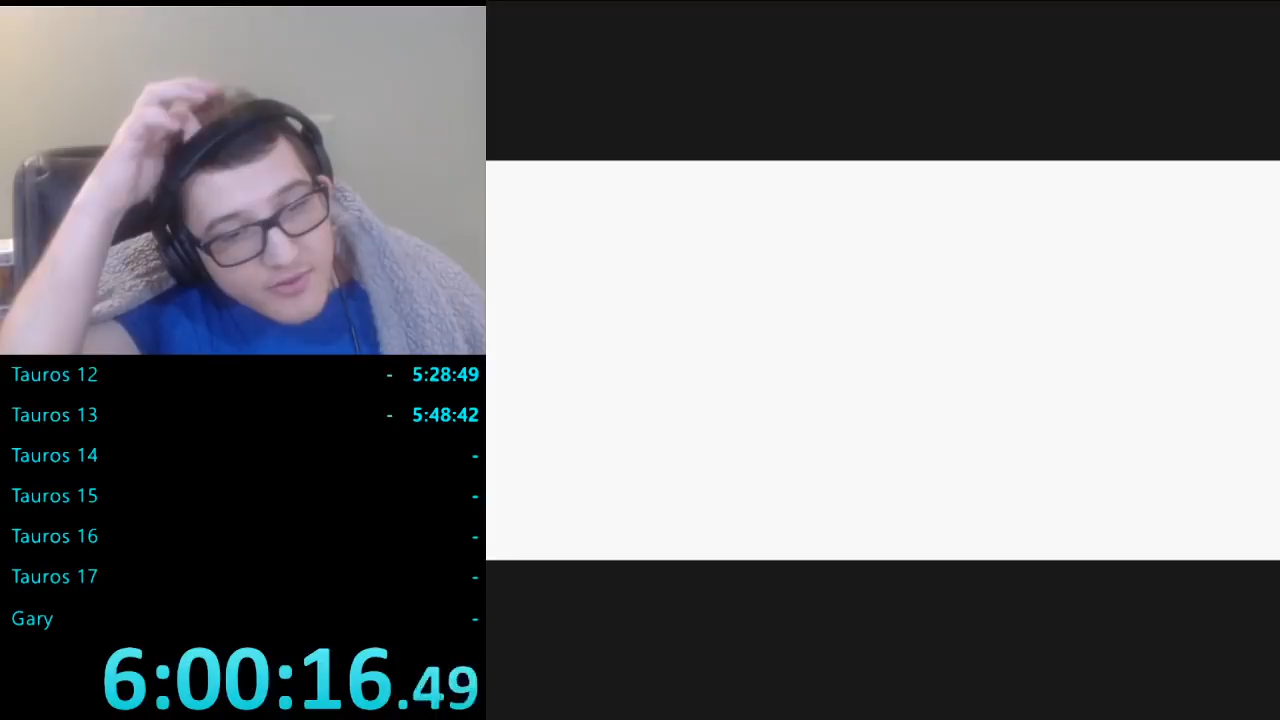 Tauros 12 - 5:28:49
Tauros 13 - 5:48:42
Tauros 14 -
Tauros 15 -
Tauros 16 -
Tauros 17 -
Gary -
6:00:16.49